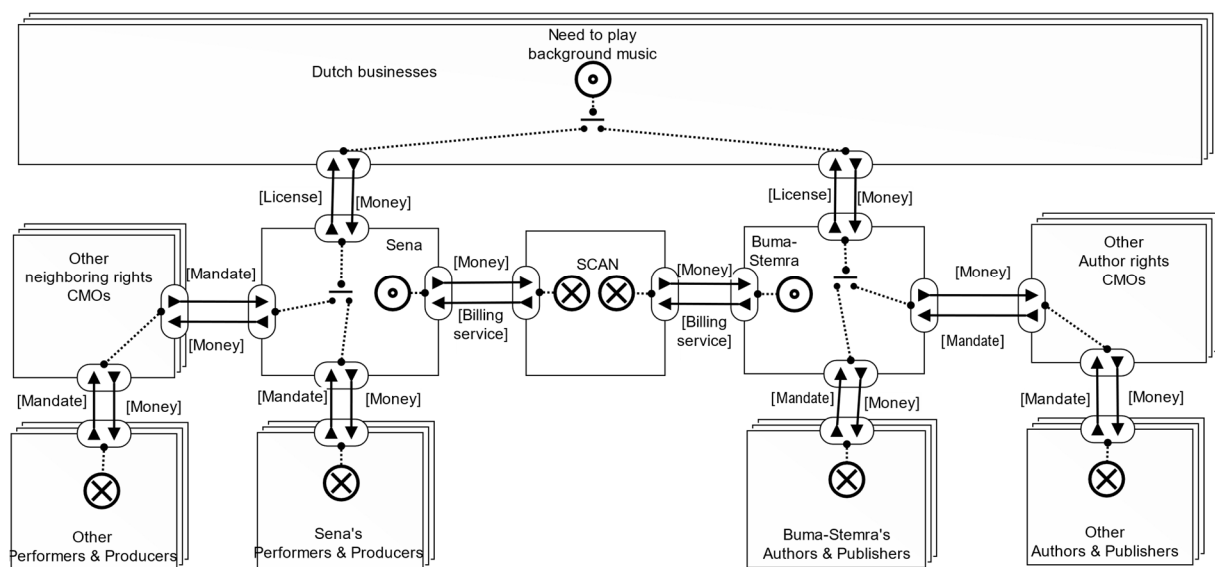 Need to play
background music
Dutch businesses
[License]
[Money]
[License]
[Money]
Other
neighboring rights
CMOs
[Mandate]
[Money]
Sena
[Money]
[Billing
service]
SCAN
[Money]
[Billing
service]
Buma-
Stemra
[Money]
[Mandate]
Other
Author rights
CMOs
[Mandate]
[Money]
[Mandate]
[Money]
[Mandate]
[Money]
[Mandate]
[Money]
Other
Performers & Producers
Sena's
Performers & Producers
Buma-Stemra's
Authors & Publishers
Other
Authors & Publishers